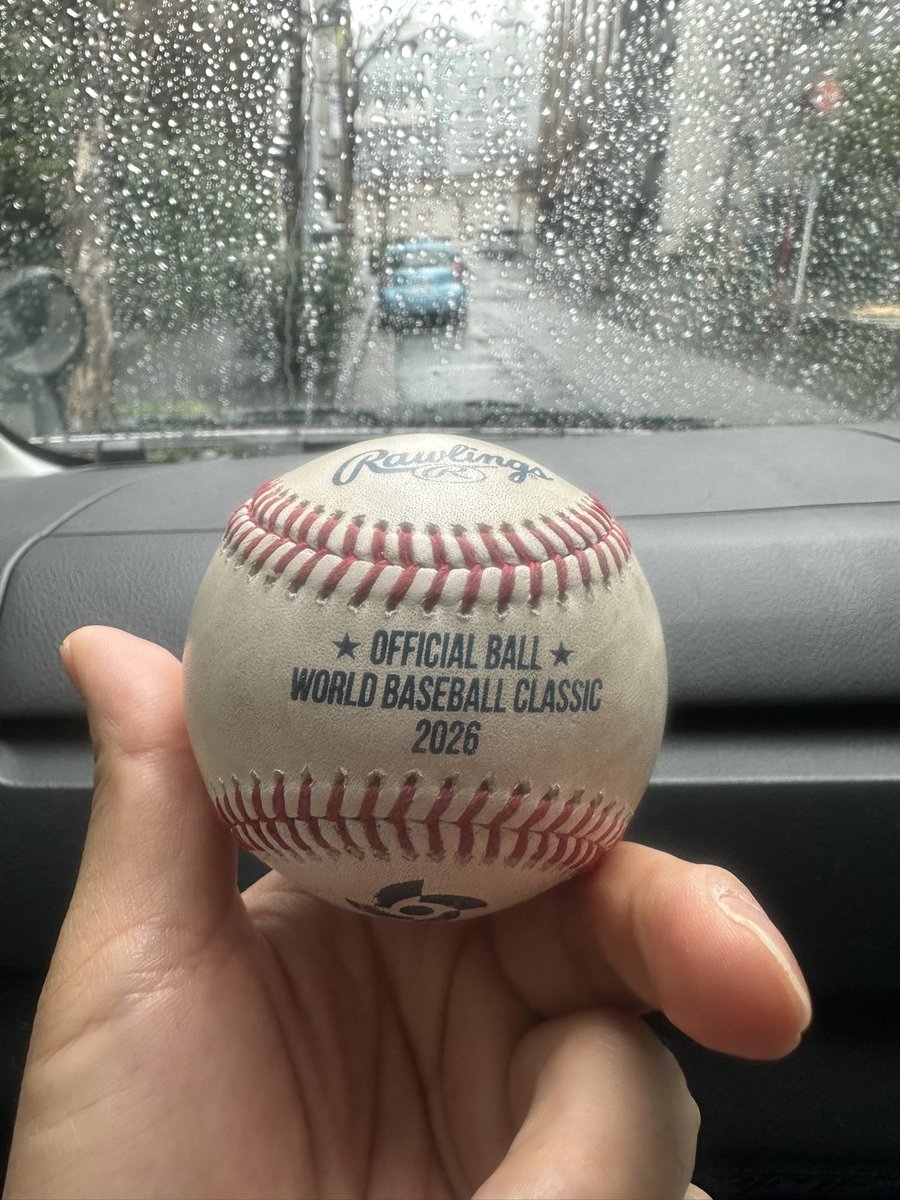 Rawlings
R
★ OFFICIAL BALL ★
WORLD BASEBALL CLASSIC
2026